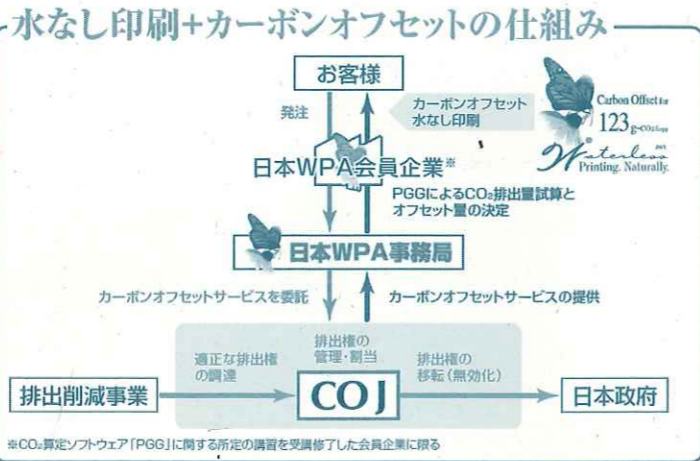 水なし印刷+カーボンオフセットの仕組み
お客様
発注
カーボンオフセット
水なし印刷
Carbon Offset for
123 g-CO2/copy
Waterless
Printing. Naturally.
日本WPA会員企業※
PGGによるCO₂排出量試算と
オフセット量の決定
日本WPA事務局
カーボンオフセットサービスを委託
カーボンオフセットサービスの提供
適正な排出権
の調達
排出権の
管理・割当
排出権の
移転(無効化)
排出削減事業
COJ
日本政府
※CO₂算定ソフトウェア「PGG」に関する所定の講習を受講修了した会員企業に限る